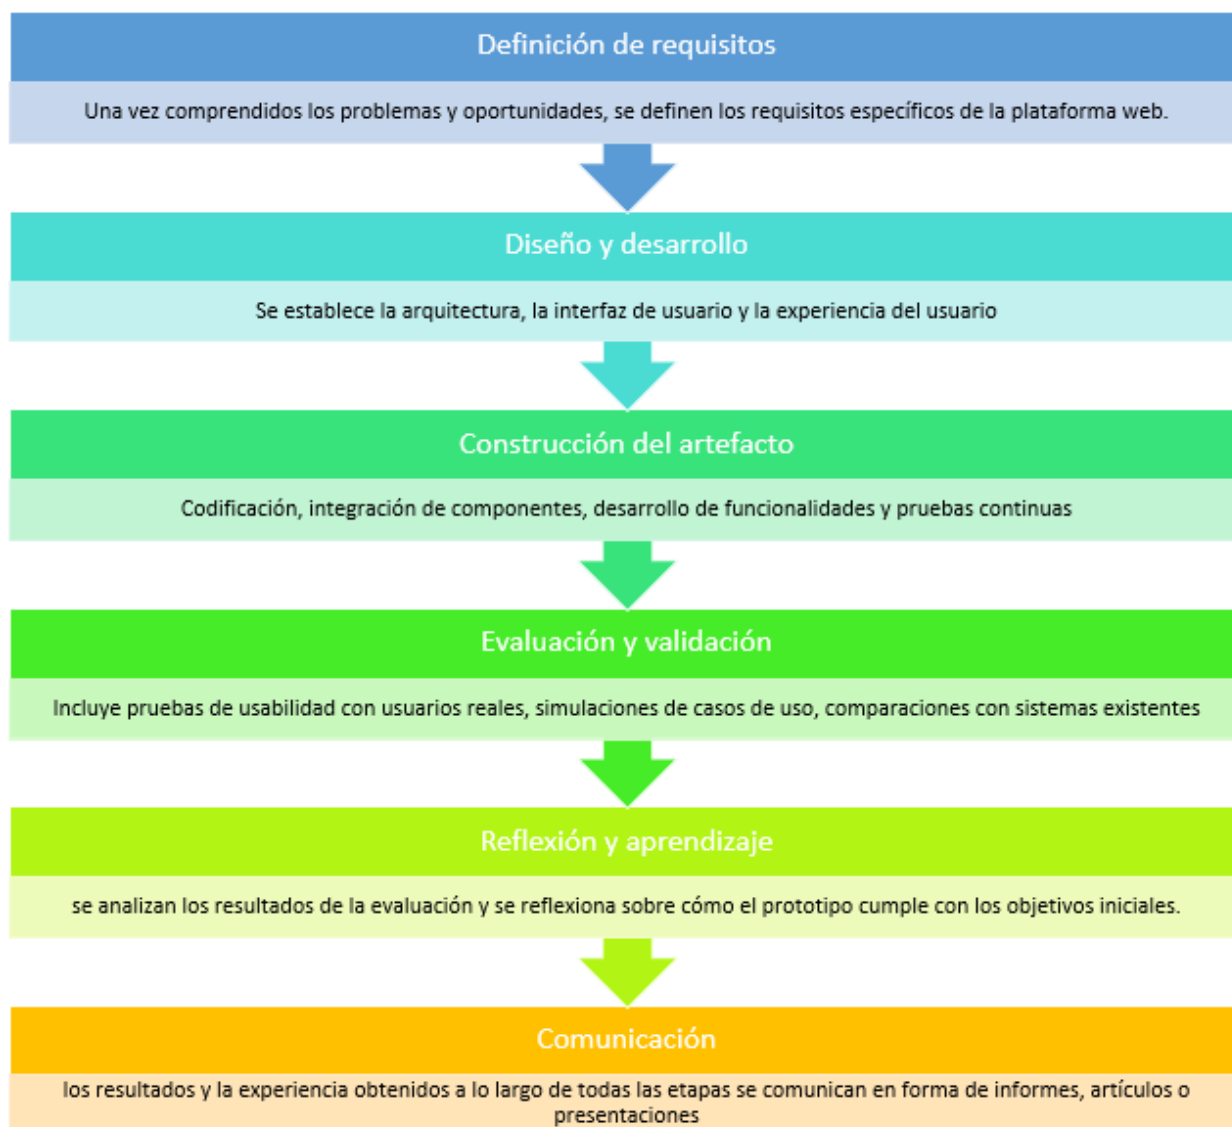 Definición de requisitos
Una vez comprendidos los problemas y oportunidades, se definen los requisitos específicos de la plataforma web.
Diseño y desarrollo
Se establece la arquitectura, la interfaz de usuario y la experiencia del usuario
Construcción del artefacto
Codificación, integración de componentes, desarrollo de funcionalidades y pruebas continuas
Evaluación y validación
Incluye pruebas de usabilidad con usuarios reales, simulaciones de casos de uso, comparaciones con sistemas existentes
Reflexión y aprendizaje
se analizan los resultados de la evaluación y se reflexiona sobre cómo el prototipo cumple con los objetivos iniciales.
Comunicación
los resultados y la experiencia obtenidos a lo largo de todas las etapas se comunican en forma de informes, artículos o
presentaciones